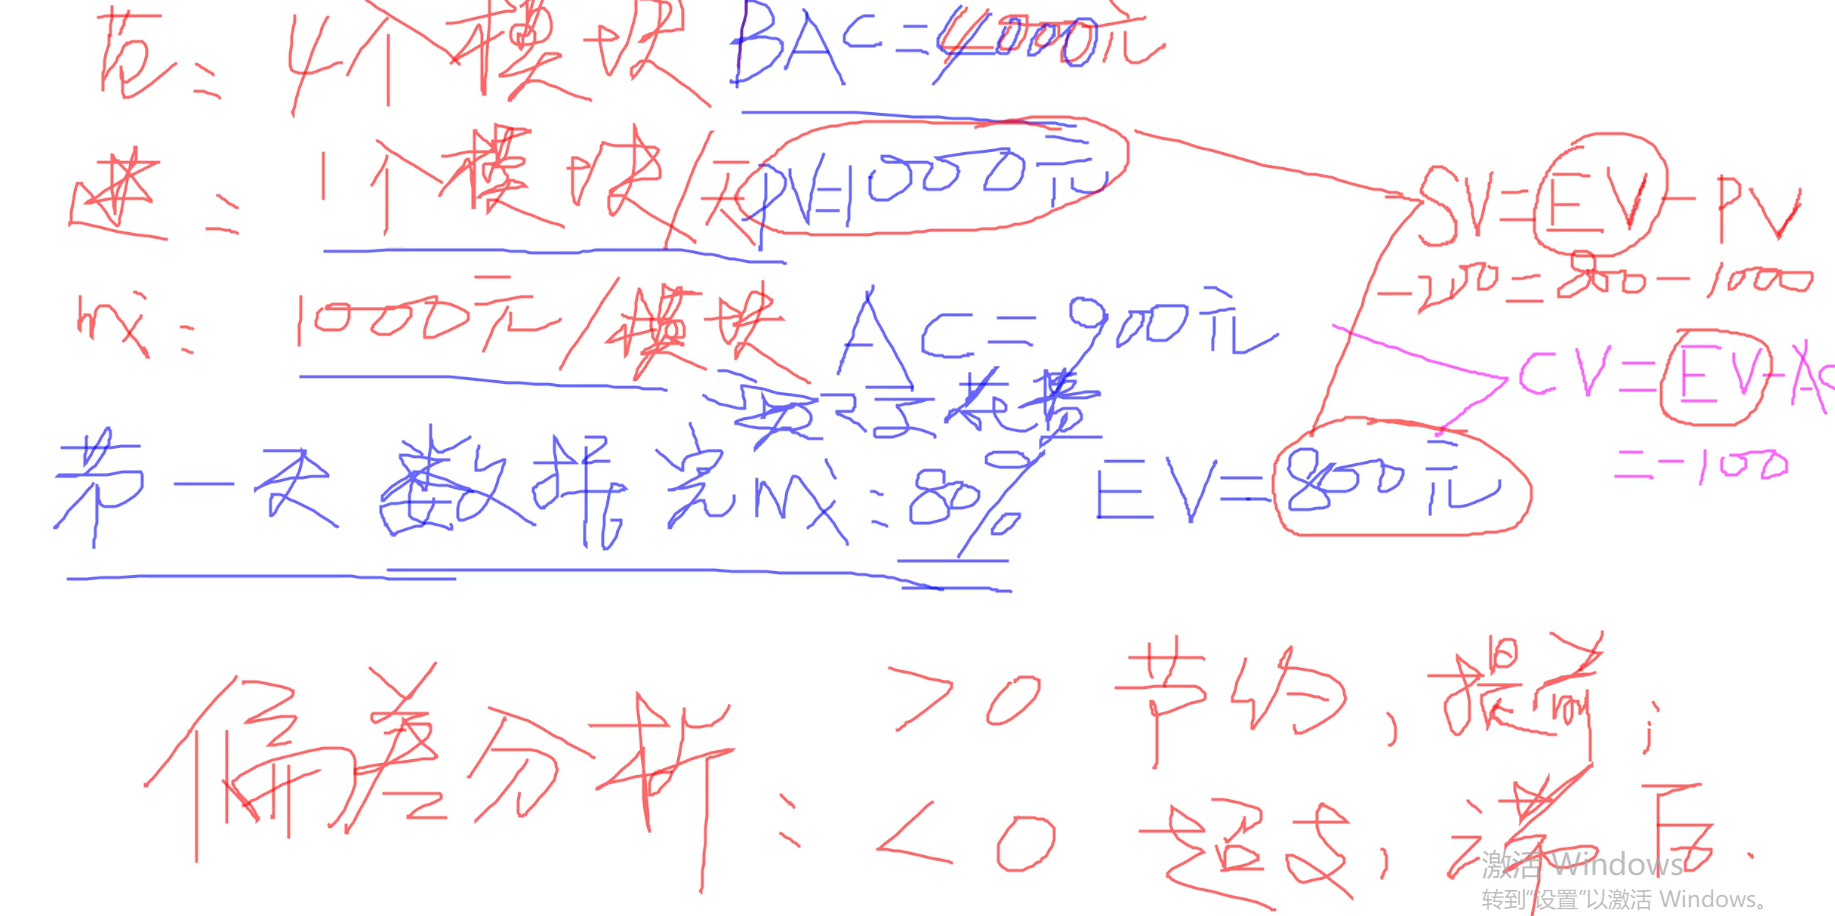 范: 4个模块 BAC=4000元
进: 1个模块/天 PV=1000元
SV=EV-PV
-200=800-1000
成: 1000元/模块 AC=900元
CV=EV-AC
实际花费
=-100
第一天数据完成:80% EV=800元
偏差分析: >0 节约,提前;
<0 超支,滞后.
激活 Windows
转到"设置"以激活 Windows。